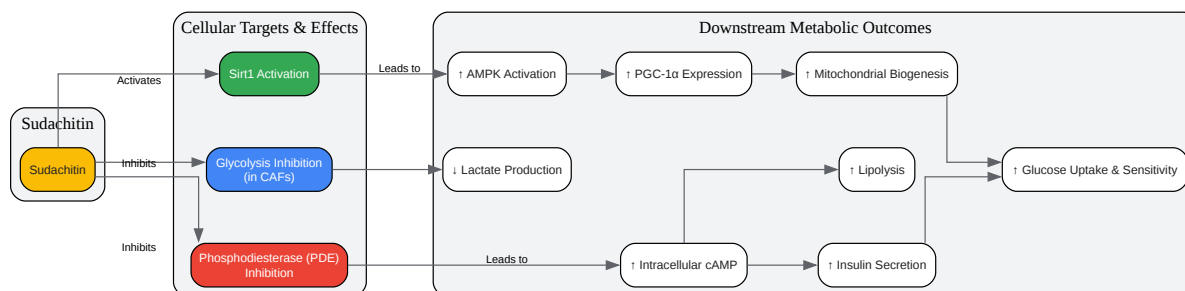 Cellular Targets & Effects
Downstream Metabolic Outcomes
Sirt1 Activation
Leads to
↑ AMPK Activation
↑ PGC-1α Expression
↑ Mitochondrial Biogenesis
Activates
Sudachitin
Sudachitin
Inhibits
Glycolysis Inhibition
(in CAFs)
↓ Lactate Production
↑ Lipolysis
↑ Glucose Uptake & Sensitivity
Inhibits
Phosphodiesterase (PDE)
Inhibition
Leads to
↑ Intracellular cAMP
↑ Insulin Secretion